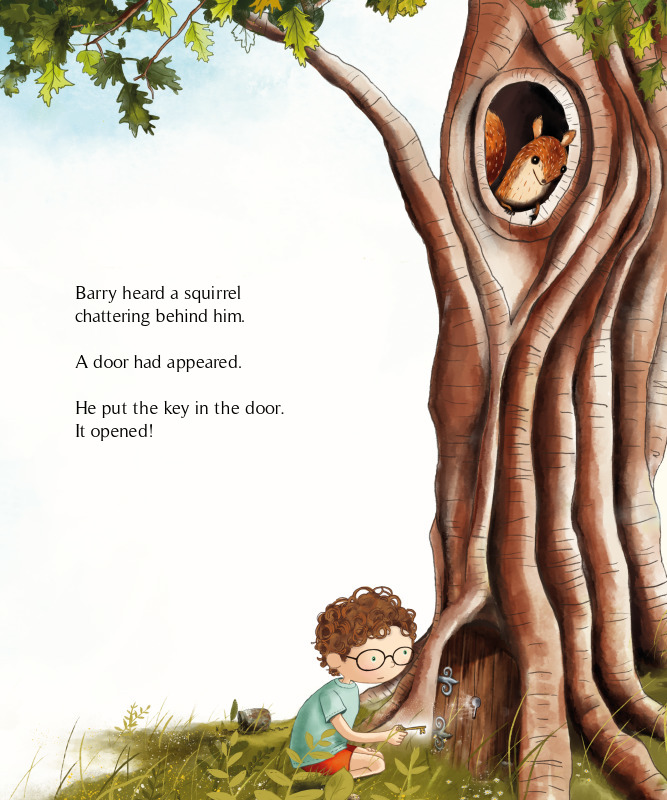 Barry heard a squirrel
chattering behind him.
A door had appeared.
He put the key in the door.
It opened!